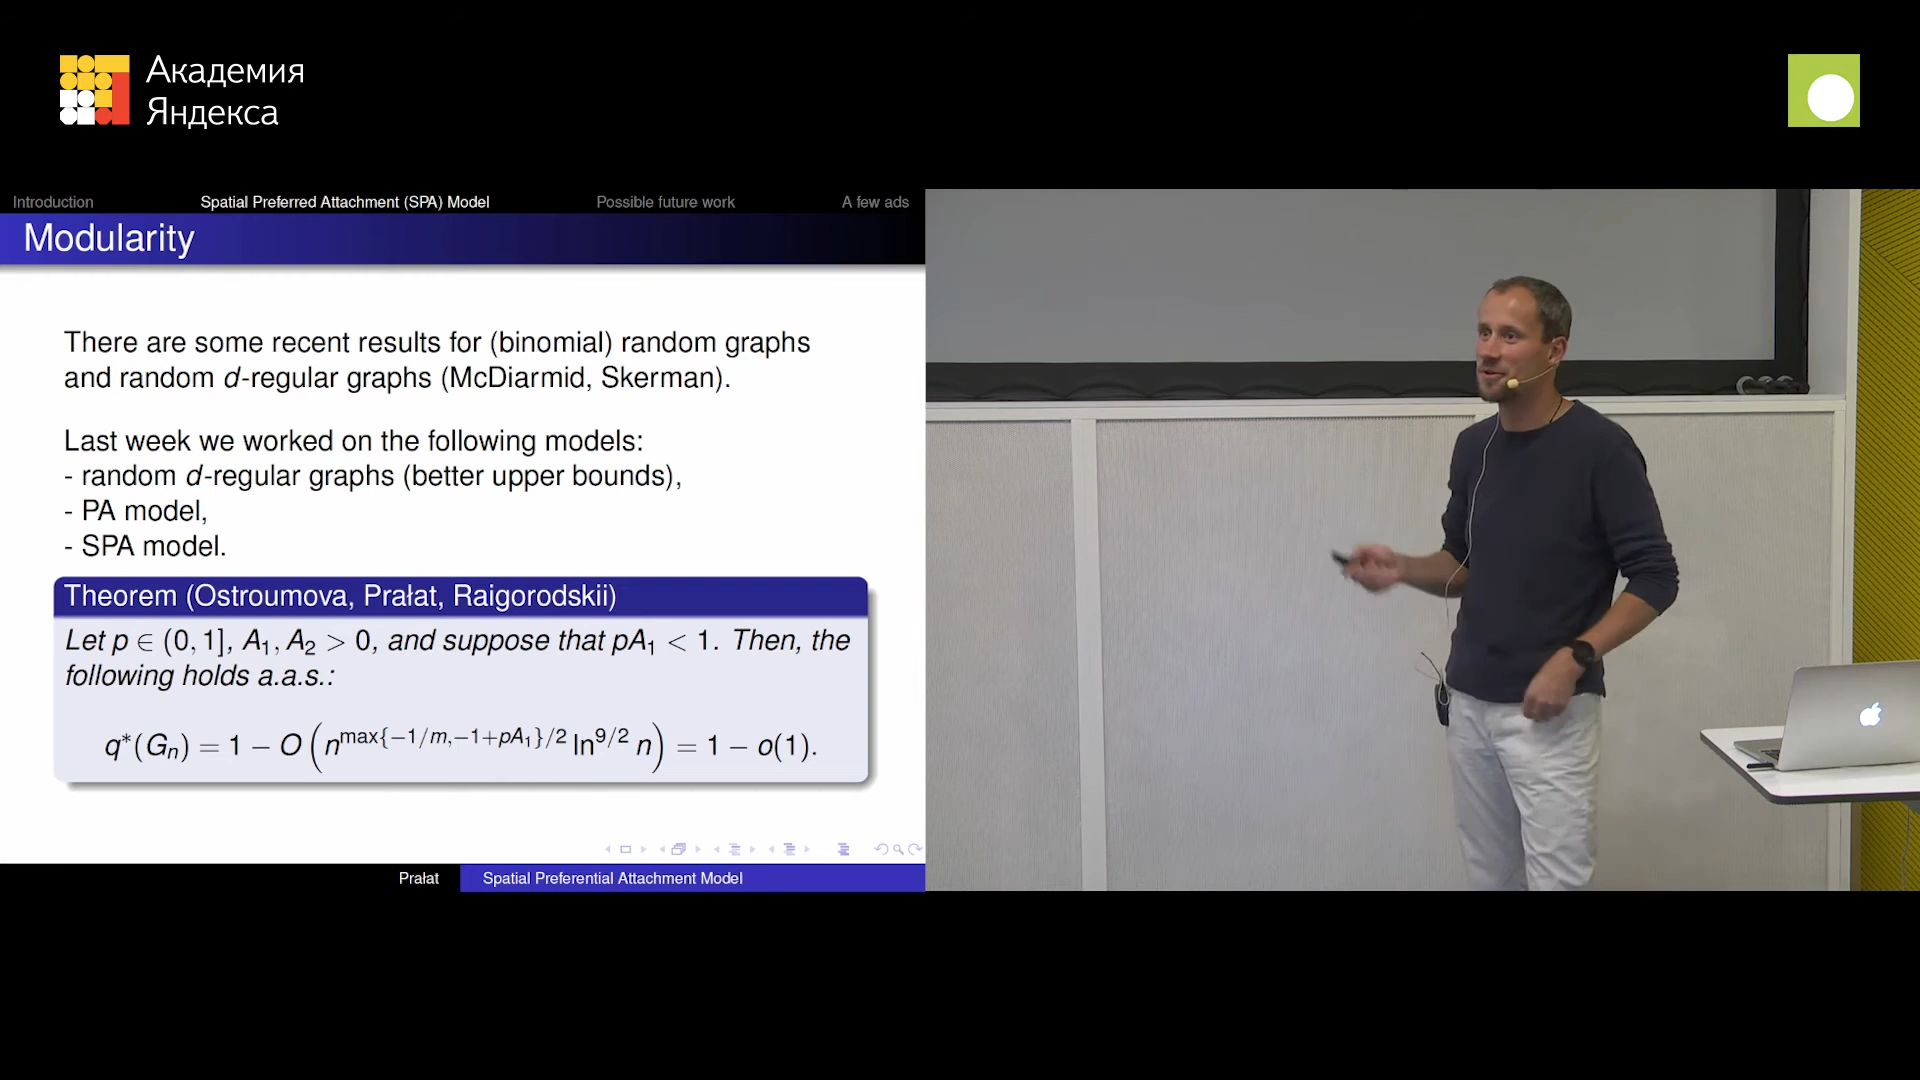 Академия
Яндекса
Introduction Spatial Preferred Attachment (SPA) Model Possible future work A few ads
Modularity
There are some recent results for (binomial) random graphs
and random d-regular graphs (McDiarmid, Skerman).
Last week we worked on the following models:
- random d-regular graphs (better upper bounds),
- PA model,
- SPA model.
Theorem (Ostroumova, Prałat, Raigorodskii)
Let p ∈ (0, 1], A₁, A₂ > 0, and suppose that pA₁ < 1. Then, the
following holds a.a.s.:
q*(Gₙ) = 1 − O (n^{max{−1/m,−1+pA₁}/2} ln^{9/2} n) = 1 − o(1).
Prałat Spatial Preferential Attachment Model